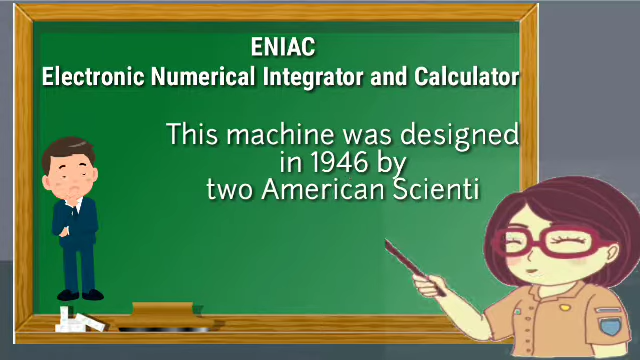 ENIAC
Electronic Numerical Integrator and Calculator
This machine was designed
in 1946 by
two American Scienti